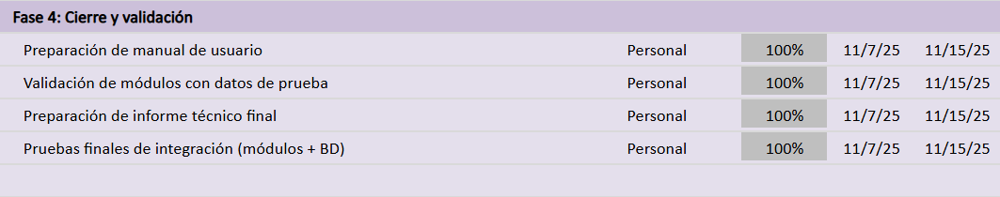 Fase 4: Cierre y validación
Preparación de manual de usuario Personal 100% 11/7/25 11/15/25
Validación de módulos con datos de prueba Personal 100% 11/7/25 11/15/25
Preparación de informe técnico final Personal 100% 11/7/25 11/15/25
Pruebas finales de integración (módulos + BD) Personal 100% 11/7/25 11/15/25